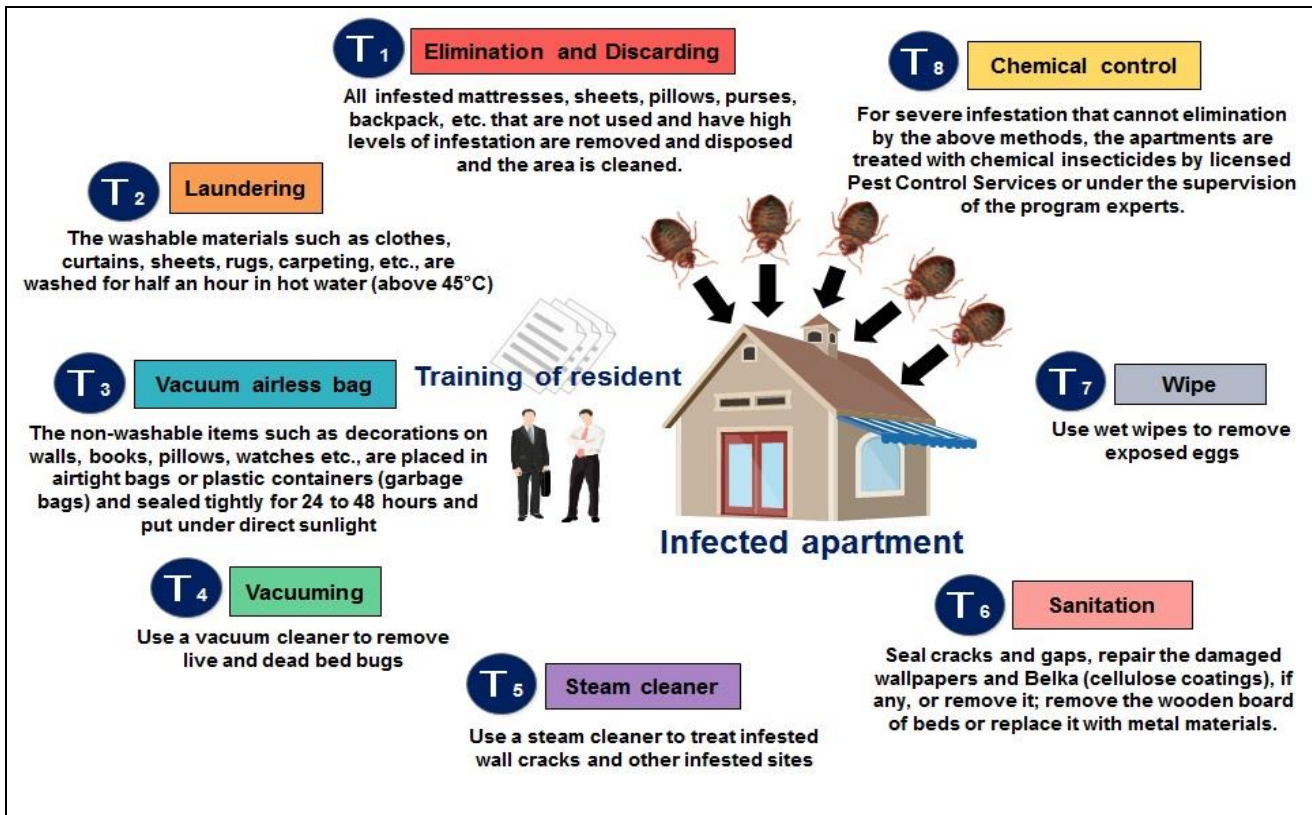 T 1 Elimination and Discarding
All infested mattresses, sheets, pillows, purses,
backpack, etc. that are not used and have high
levels of infestation are removed and disposed
and the area is cleaned.
T 8 Chemical control
For severe infestation that cannot elimination
by the above methods, the apartments are
treated with chemical insecticides by licensed
Pest Control Services or under the supervision
of the program experts.
T 2 Laundering
The washable materials such as clothes,
curtains, sheets, rugs, carpeting, etc., are
washed for half an hour in hot water (above 45°C)
T 3 Vacuum airless bag
The non-washable items such as decorations on
walls, books, pillows, watches etc., are placed in
airtight bags or plastic containers (garbage
bags) and sealed tightly for 24 to 48 hours and
put under direct sunlight
Training of resident
Infected apartment
T 7 Wipe
Use wet wipes to remove
exposed eggs
T 4 Vacuuming
Use a vacuum cleaner to remove
live and dead bed bugs
T 5 Steam cleaner
Use a steam cleaner to treat infested
wall cracks and other infested sites
T 6 Sanitation
Seal cracks and gaps, repair the damaged
wallpapers and Belka (cellulose coatings), if
any, or remove it; remove the wooden board
of beds or replace it with metal materials.